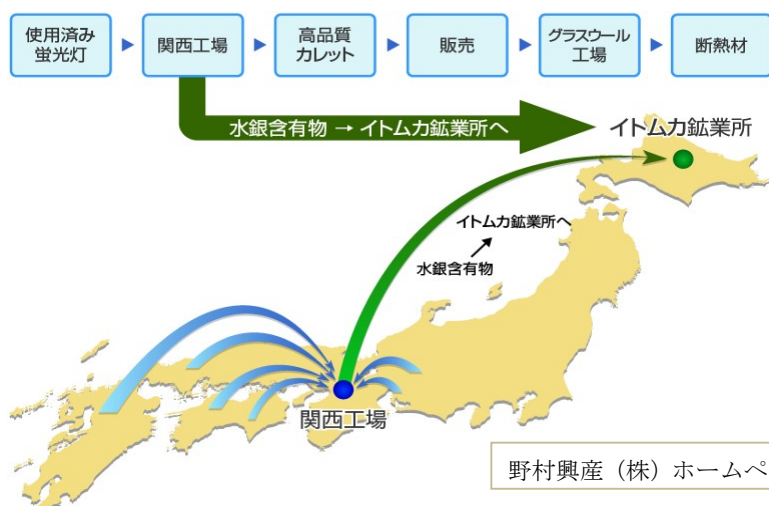 使用済み
蛍光灯
関西工場
高品質
カレット
販売
グラスウール
工場
断熱材
水銀含有物 → イトムカ鉱業所へ
イトムカ鉱業所
イトムカ鉱業所へ
水銀含有物
関西工場
野村興産（株）ホームペ